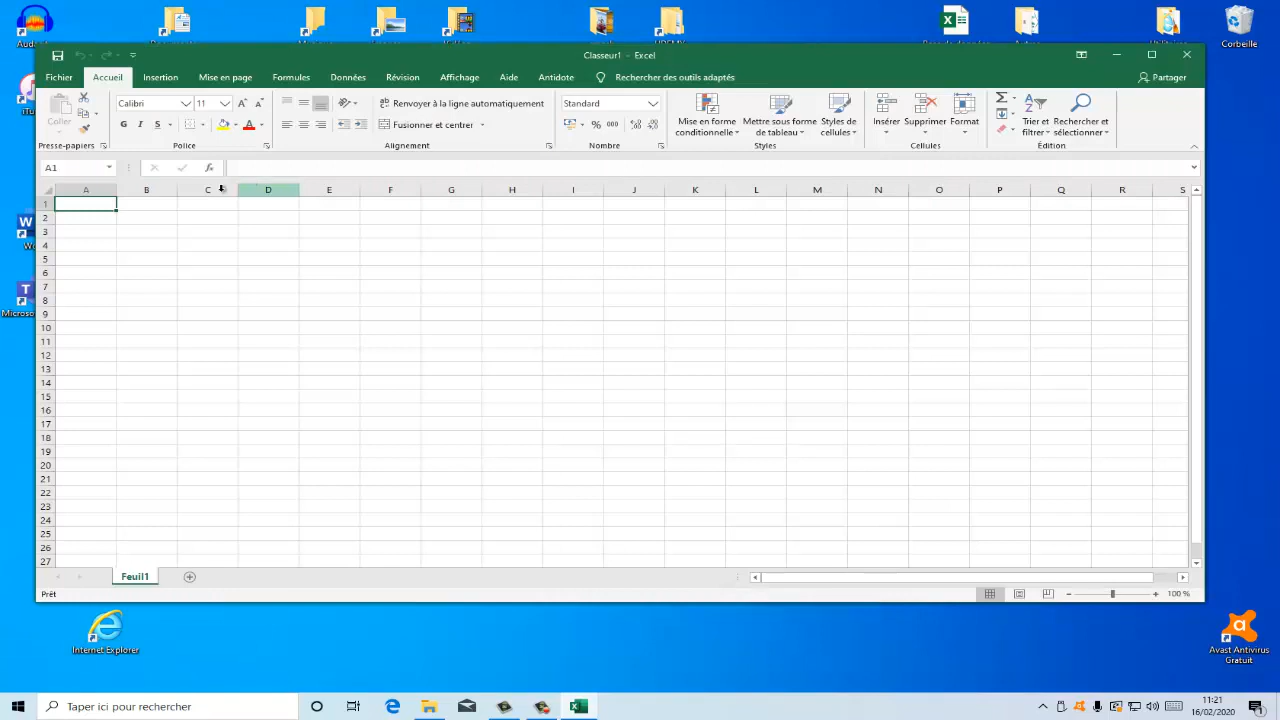 Corbeille
Classeur1 - Excel
Fichier Accueil Insertion Mise en page Formules Données Révision Affichage Aide Antidote Rechercher des outils adaptés Partager
Coller
Calibri 11
G I S
Renvoyer à la ligne automatiquement
Fusionner et centrer
Standard
% 000
Mise en forme conditionnelle
Mettre sous forme de tableau
Styles de cellules
Insérer Supprimer Format
Trier et filtrer
Rechercher et sélectionner
Presse-papiers Police Alignement Nombre Styles Cellules Édition
A1 fx
A B C D E F G H I J K L M N O P Q R S
1
2
3
4
5
6
7
8
9
10
11
12
13
14
15
16
17
18
19
20
21
22
23
24
25
26
27
Feuil1
Prêt 100 %
Internet Explorer
Avast Antivirus Gratuit
Taper ici pour rechercher
11:21
16/02/2020